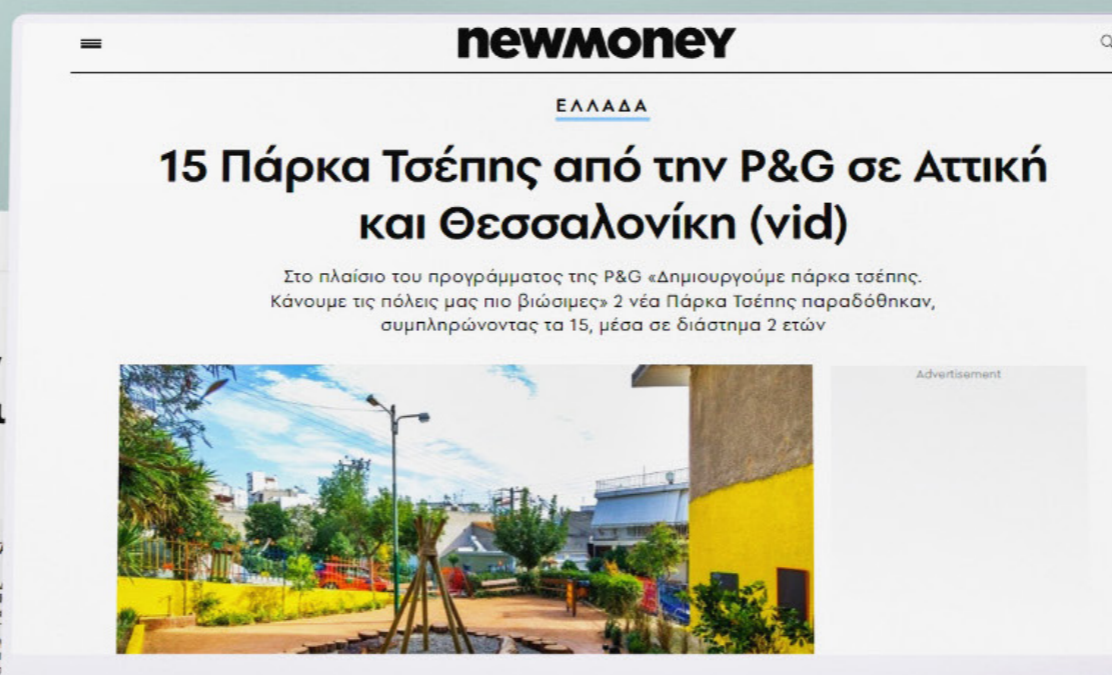 newmoney
ΕΛΛΑΔΑ
15 Πάρκα Τσέπης από την P&G σε Αττική
και Θεσσαλονίκη (vid)
Στο πλαίσιο του προγράμματος της P&G «Δημιουργούμε πάρκα τσέπης.
Κάνουμε τις πόλεις μας πιο βιώσιμες» 2 νέα Πάρκα Τσέπης παραδόθηκαν,
συμπληρώνοντας τα 15, μέσα σε διάστημα 2 ετών
Advertisement